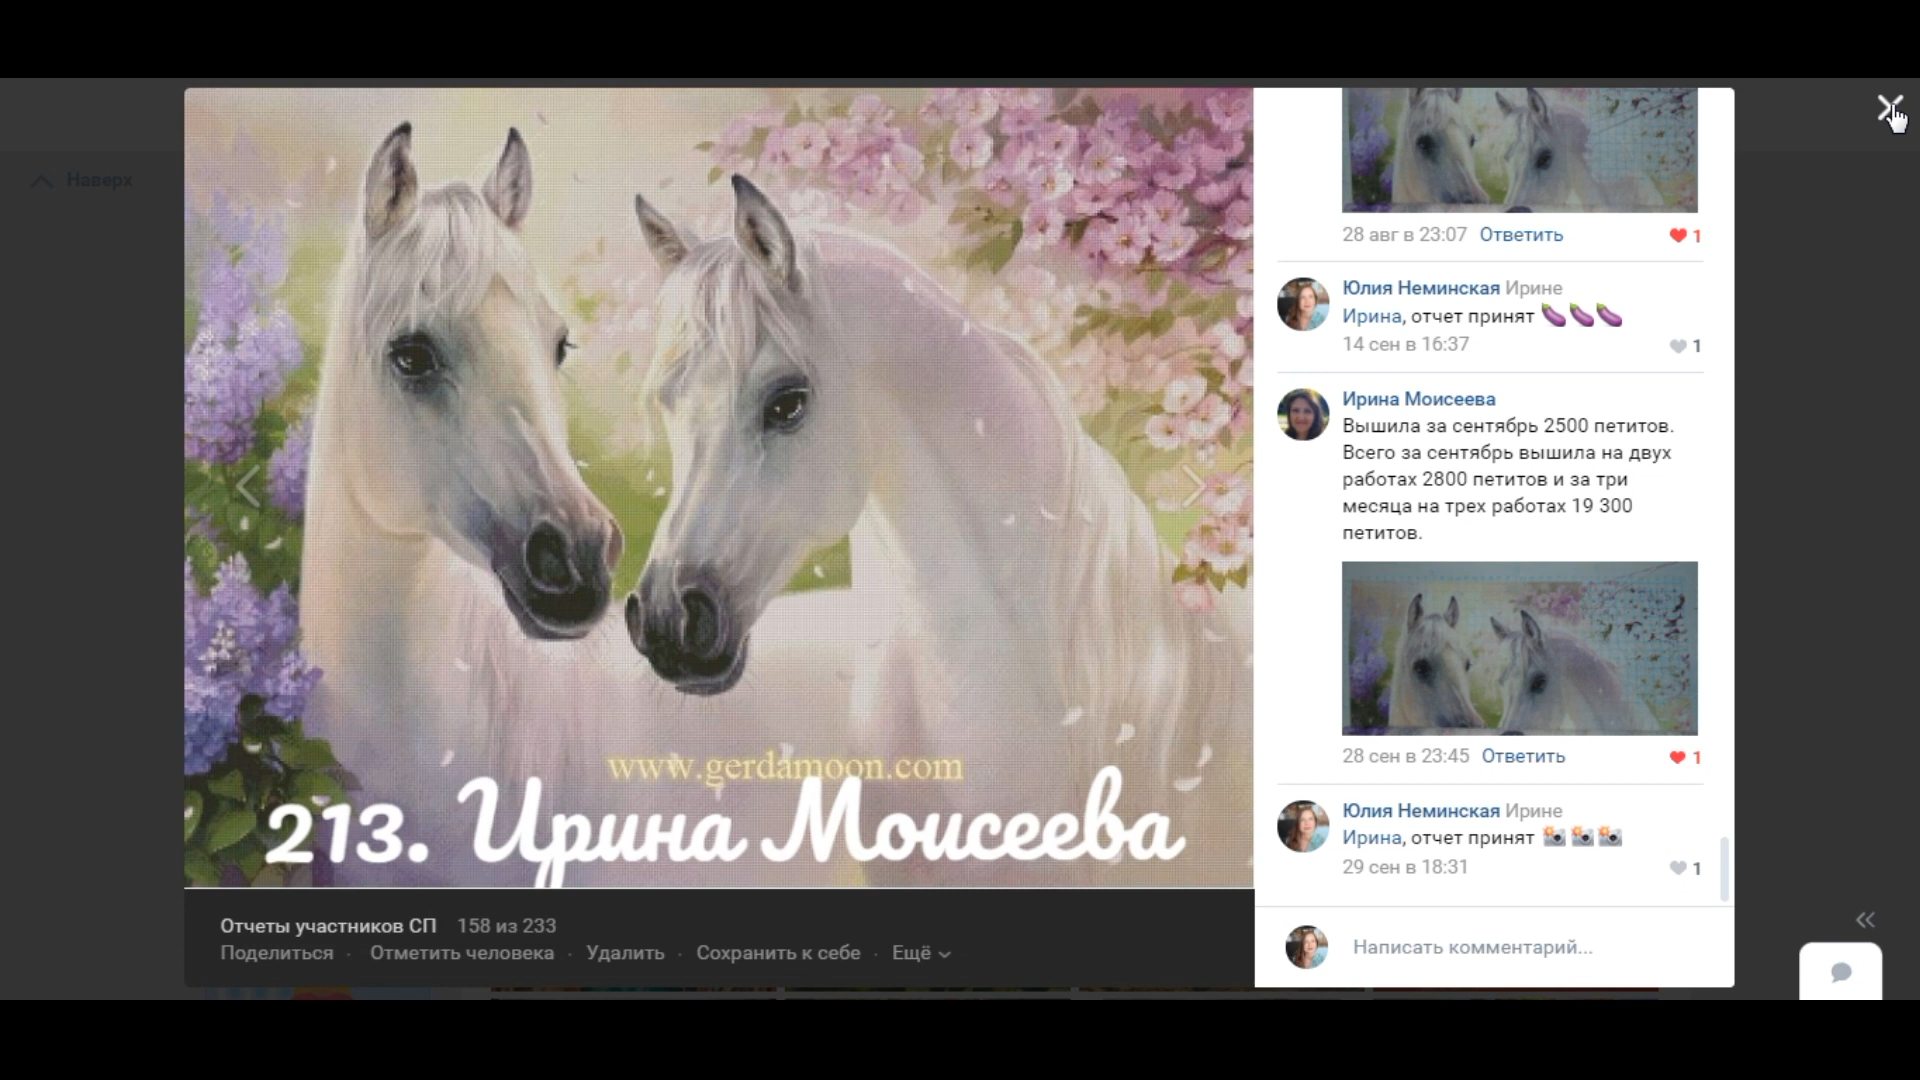 Наверх
www.gerdamoon.com
213. Ирина Моисеева
Отчеты участников СП 158 из 233
Поделиться · Отметить человека · Удалить · Сохранить к себе · Ещё
28 авг в 23:07 Ответить 1
Юлия Неминская Ирине
Ирина, отчет принят 🍆🍆🍆
14 сен в 16:37 1
Ирина Моисеева
Вышила за сентябрь 2500 петитов.
Всего за сентябрь вышила на двух
работах 2800 петитов и за три
месяца на трех работах 19 300
петитов.
28 сен в 23:45 Ответить 1
Юлия Неминская Ирине
Ирина, отчет принят 📸📸📸
29 сен в 18:31 1
Написать комментарий...